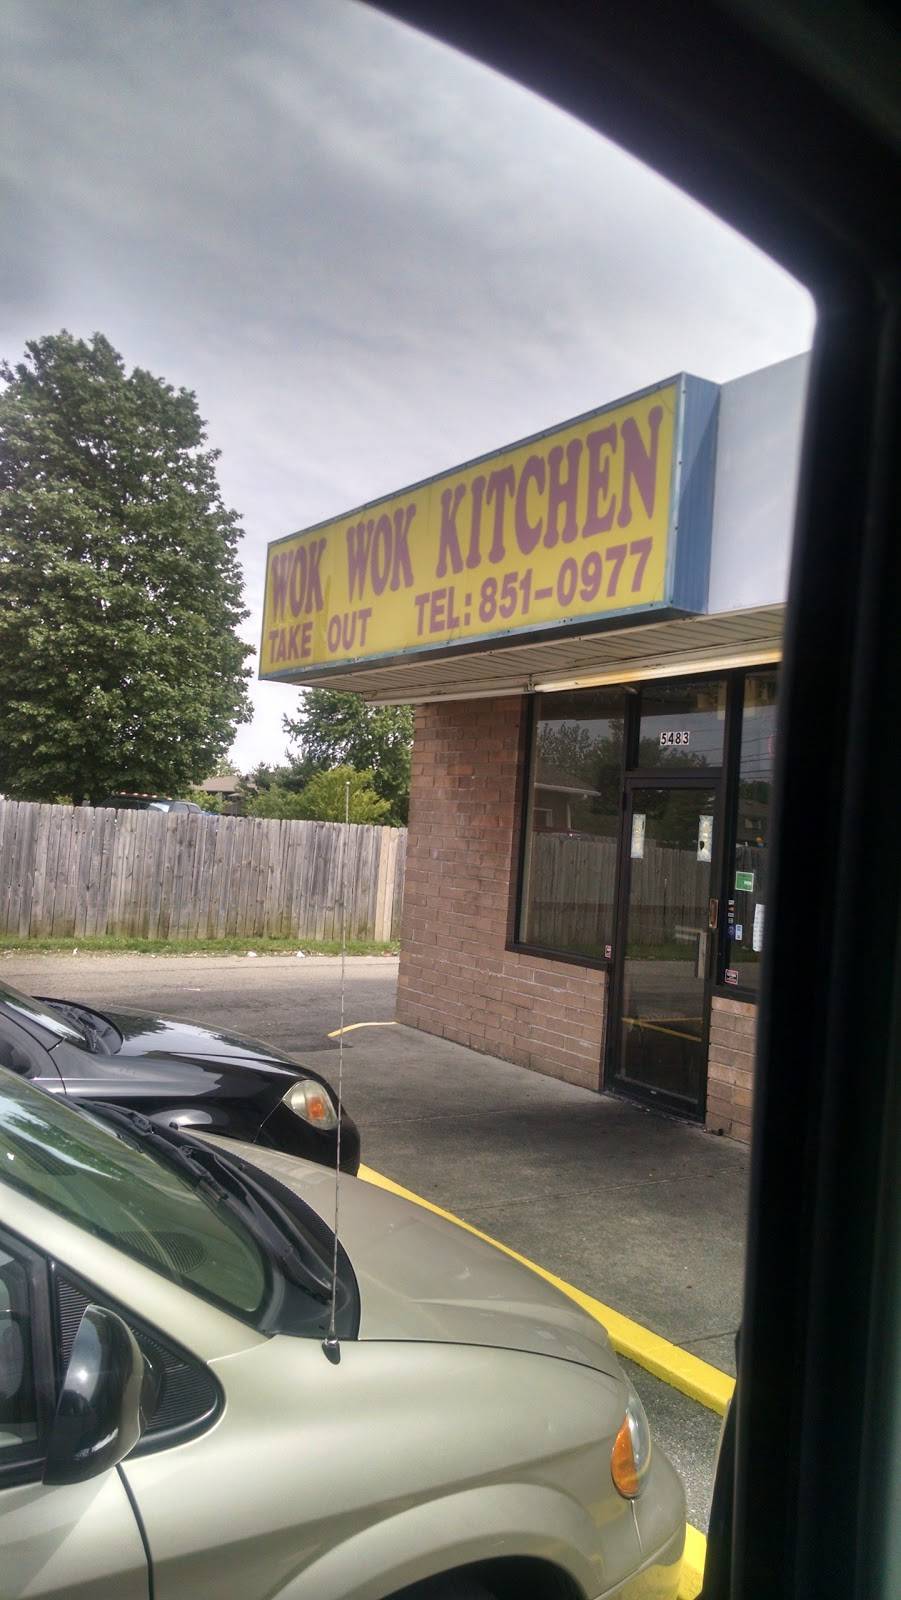 WOK WOK KITCHEN
TAKE OUT TEL: 851-0977
5483